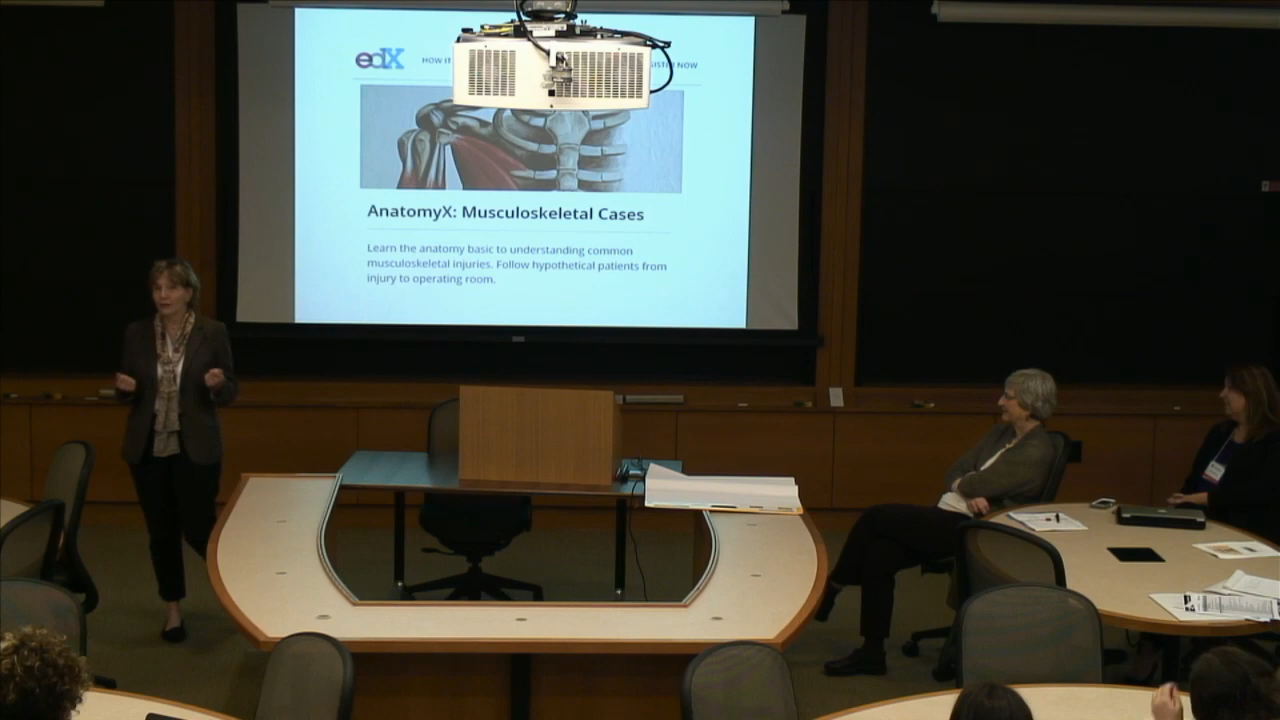 edX
HOW IT
NOW
AnatomyX: Musculoskeletal Cases
Learn the anatomy basic to understanding common
musculoskeletal injuries. Follow hypothetical patients from
injury to operating room.